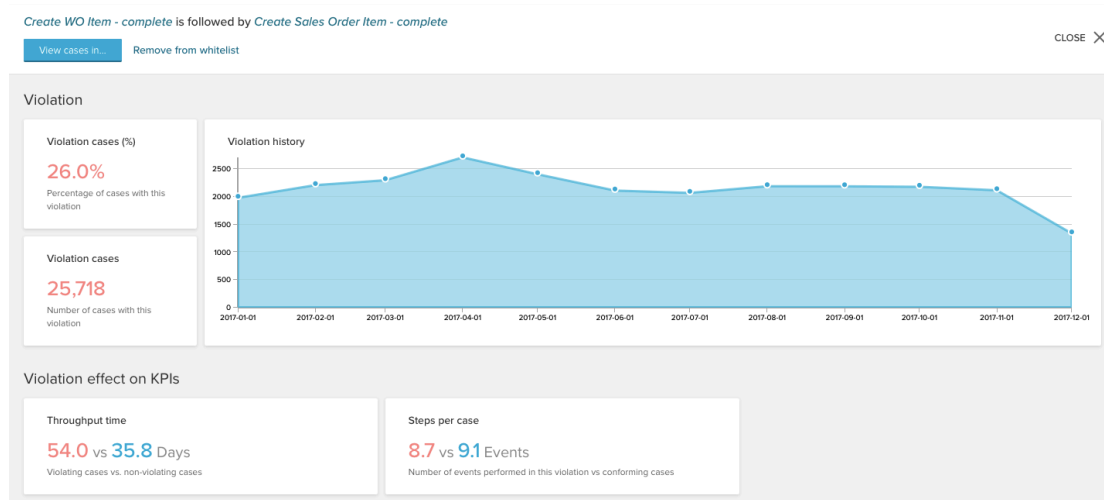 Create WO Item - complete is followed by Create Sales Order Item - complete
View cases in...
Remove from whitelist
CLOSE
Violation
Violation cases (%)
26.0%
Percentage of cases with this
violation
Violation cases
25,718
Number of cases with this
violation
Violation history
2500
2000
1500
1000
500
0
2017-01-01
2017-02-01
2017-03-01
2017-04-01
2017-05-01
2017-06-01
2017-07-01
2017-08-01
2017-09-01
2017-10-01
2017-11-01
2017-12-01
Violation effect on KPIs
Throughput time
54.0 vs 35.8 Days
Violating cases vs. non-violating cases
Steps per case
8.7 vs 9.1 Events
Number of events performed in this violation vs conforming cases